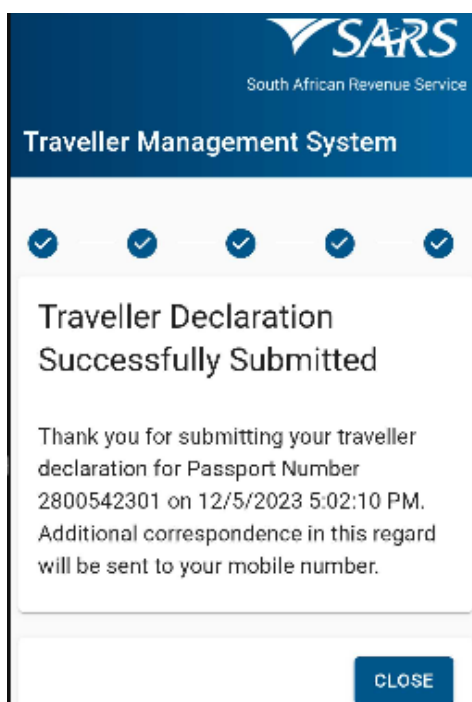 SARS
South African Revenue Service
Traveller Management System
Traveller Declaration
Successfully Submitted
Thank you for submitting your traveller
declaration for Passport Number
2800542301 on 12/5/2023 5:02:10 PM.
Additional correspondence in this regard
will be sent to your mobile number.
CLOSE